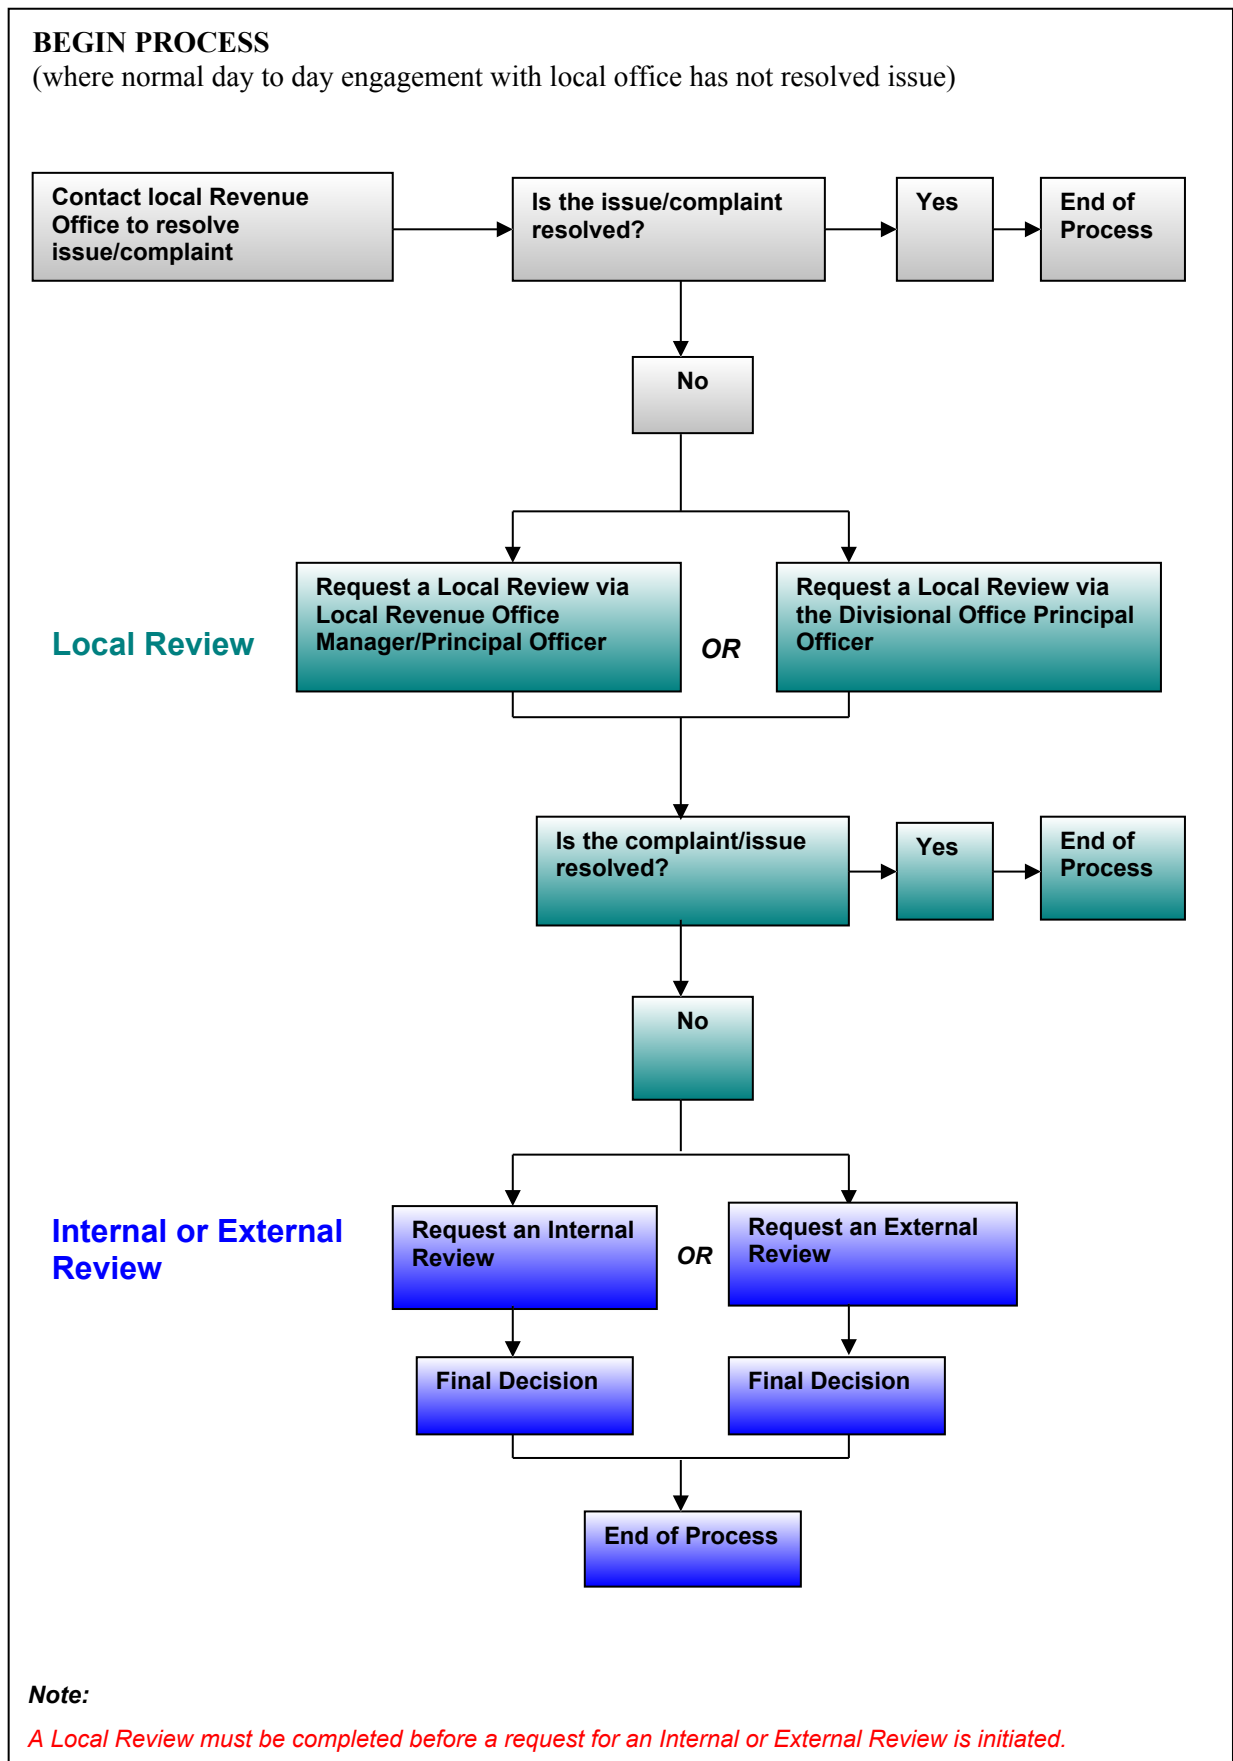 BEGIN PROCESS
(where normal day to day engagement with local office has not resolved issue)
Contact local Revenue
Office to resolve
issue/complaint
Is the issue/complaint
resolved?
Yes
End of
Process
No
Local Review
Request a Local Review via
Local Revenue Office
Manager/Principal Officer
OR
Request a Local Review via
the Divisional Office Principal
Officer
Is the complaint/issue
resolved?
Yes
End of
Process
No
Internal or External
Review
Request an Internal
Review
OR
Request an External
Review
Final Decision
Final Decision
End of Process
Note:
A Local Review must be completed before a request for an Internal or External Review is initiated.